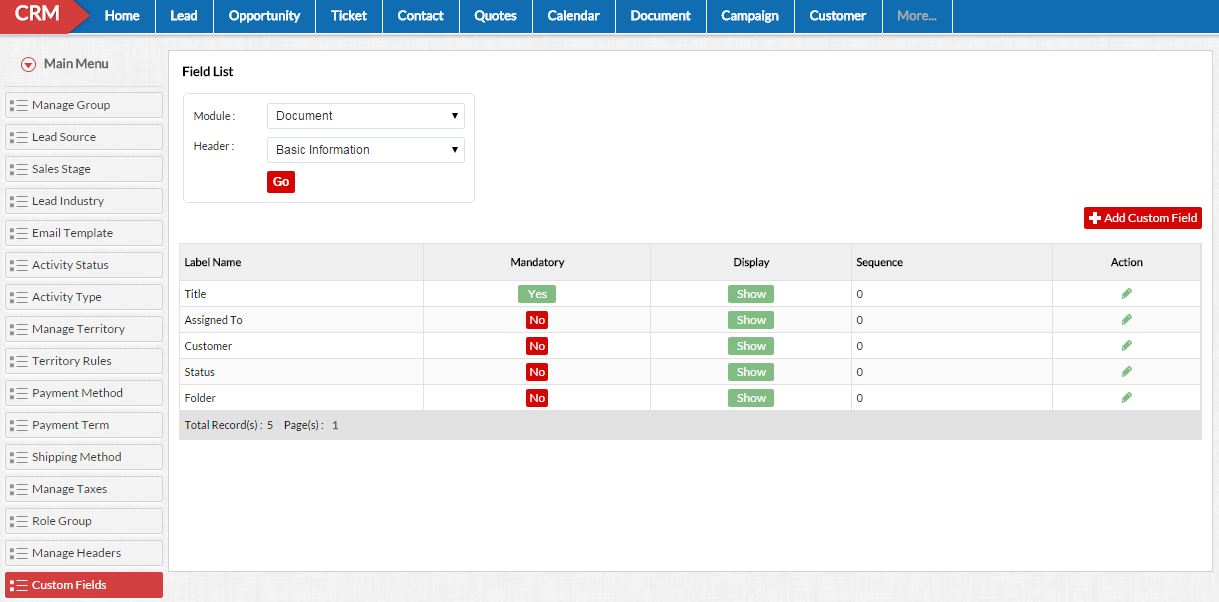 CRM Home Lead Opportunity Ticket Contact Quotes Calendar Document Campaign Customer More...
Main Menu
Manage Group
Lead Source
Sales Stage
Lead Industry
Email Template
Activity Status
Activity Type
Manage Territory
Territory Rules
Payment Method
Payment Term
Shipping Method
Manage Taxes
Role Group
Manage Headers
Custom Fields
Field List
Module : Document
Header : Basic Information
Go
Add Custom Field
Label Name Mandatory Display Sequence Action
Title Yes Show 0
Assigned To No Show 0
Customer No Show 0
Status No Show 0
Folder No Show 0
Total Record(s) : 5 Page(s) : 1